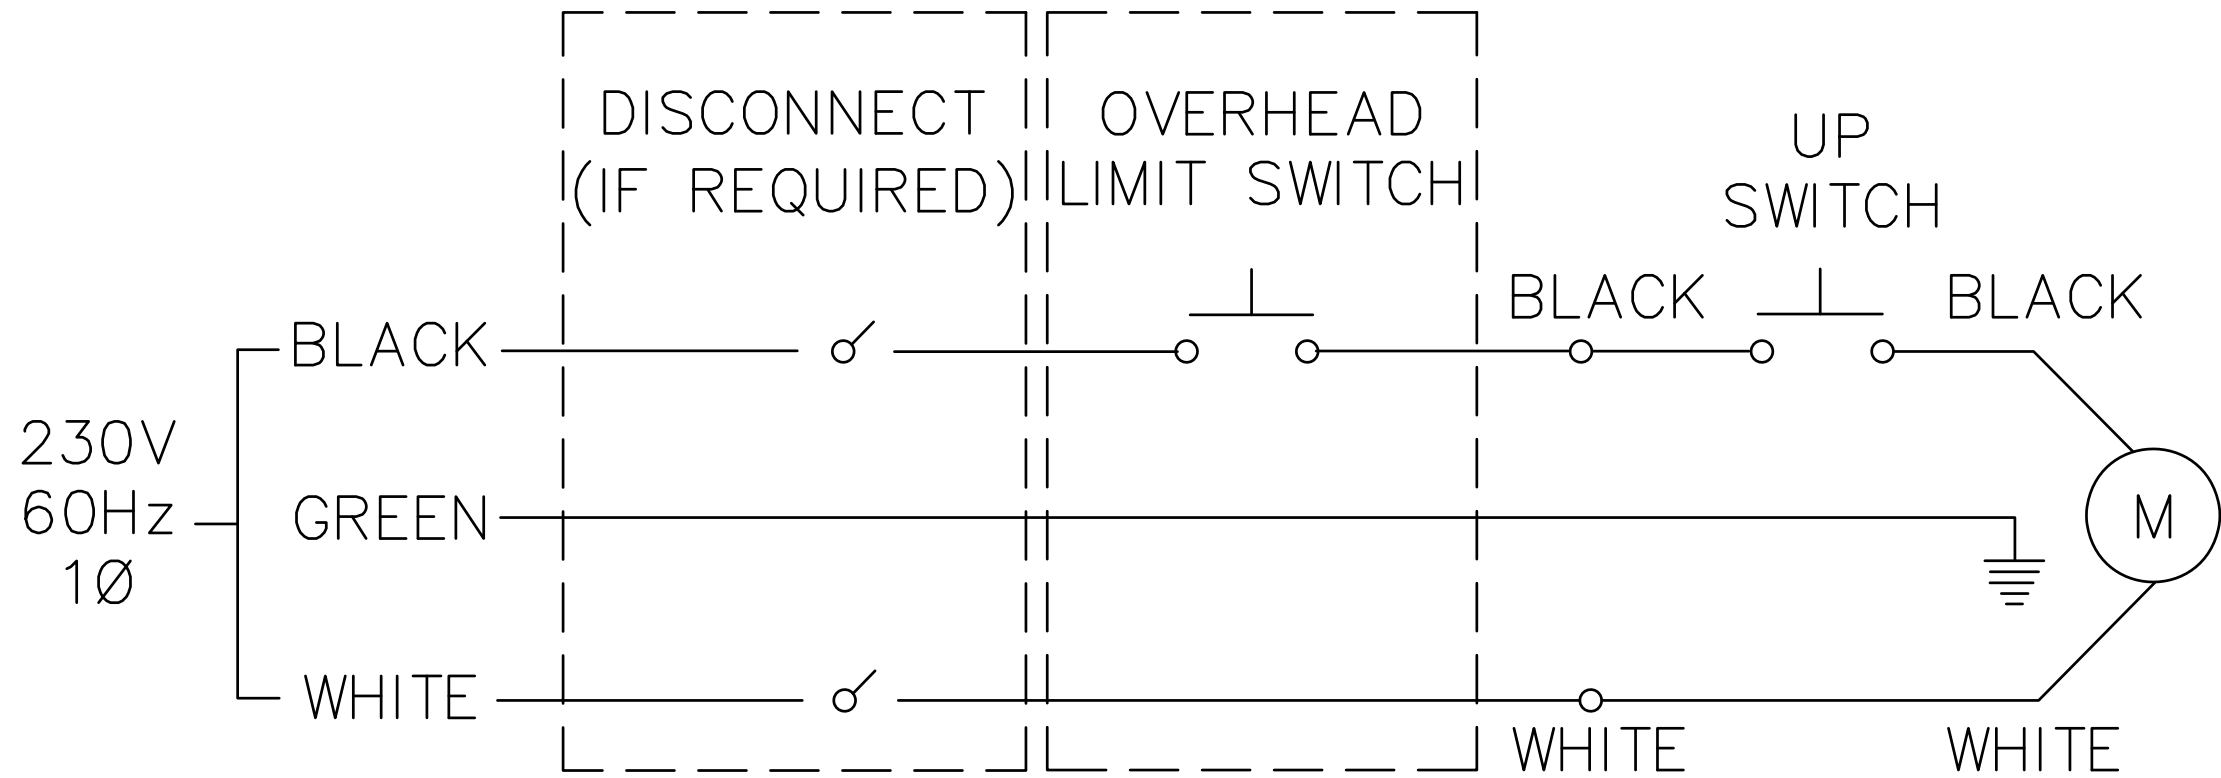 DISCONNECT
(IF REQUIRED)
OVERHEAD
LIMIT SWITCH
UP
SWITCH
BLACK
BLACK
BLACK
230V
60Hz
1Ø
GREEN
M
WHITE
WHITE
WHITE